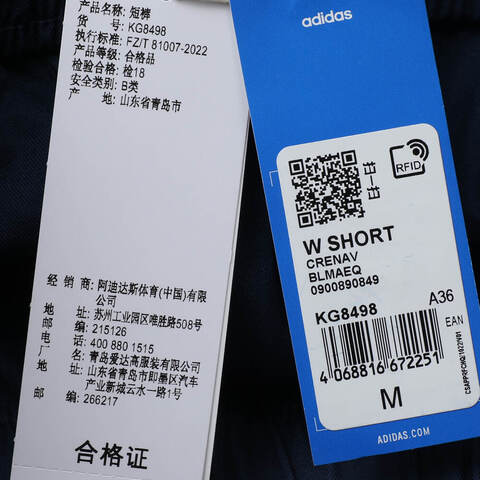 产品名称: 短裤
货 号: KG8498
执行标准: FZ/T 81007-2022
产品等级: 合格品
检验合格: 检18
安全类别: B类
产 地: 山东省青岛市
经 销 商: 阿迪达斯体育(中国)有限
公司
地 址: 苏州工业园区唯胜路508号
邮 编: 215126
电 话: 400 880 1515
厂 名: 青岛爱达高服装有限公司
地 址: 山东省青岛市即墨区汽车
产业新城云水一路1号
邮 编: 266217
合格证
adidas
RFID
W SHORT
CRENAV
BLMAEQ
0900890849
KG8498 A36
EAN
4 068816 672251
M
ADIDAS.COM